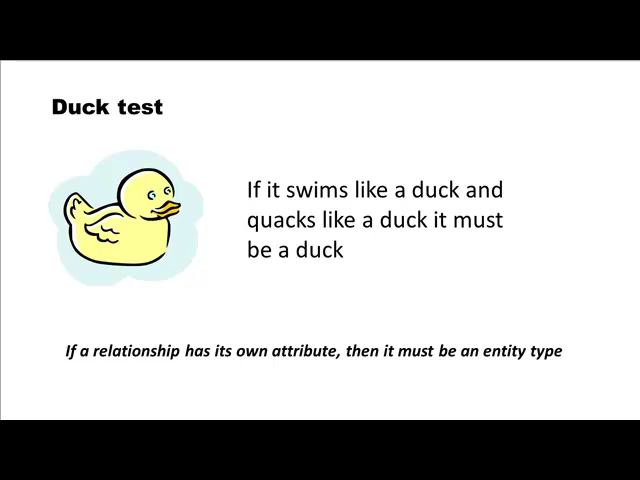 Duck test
If it swims like a duck and
quacks like a duck it must
be a duck
If a relationship has its own attribute, then it must be an entity type